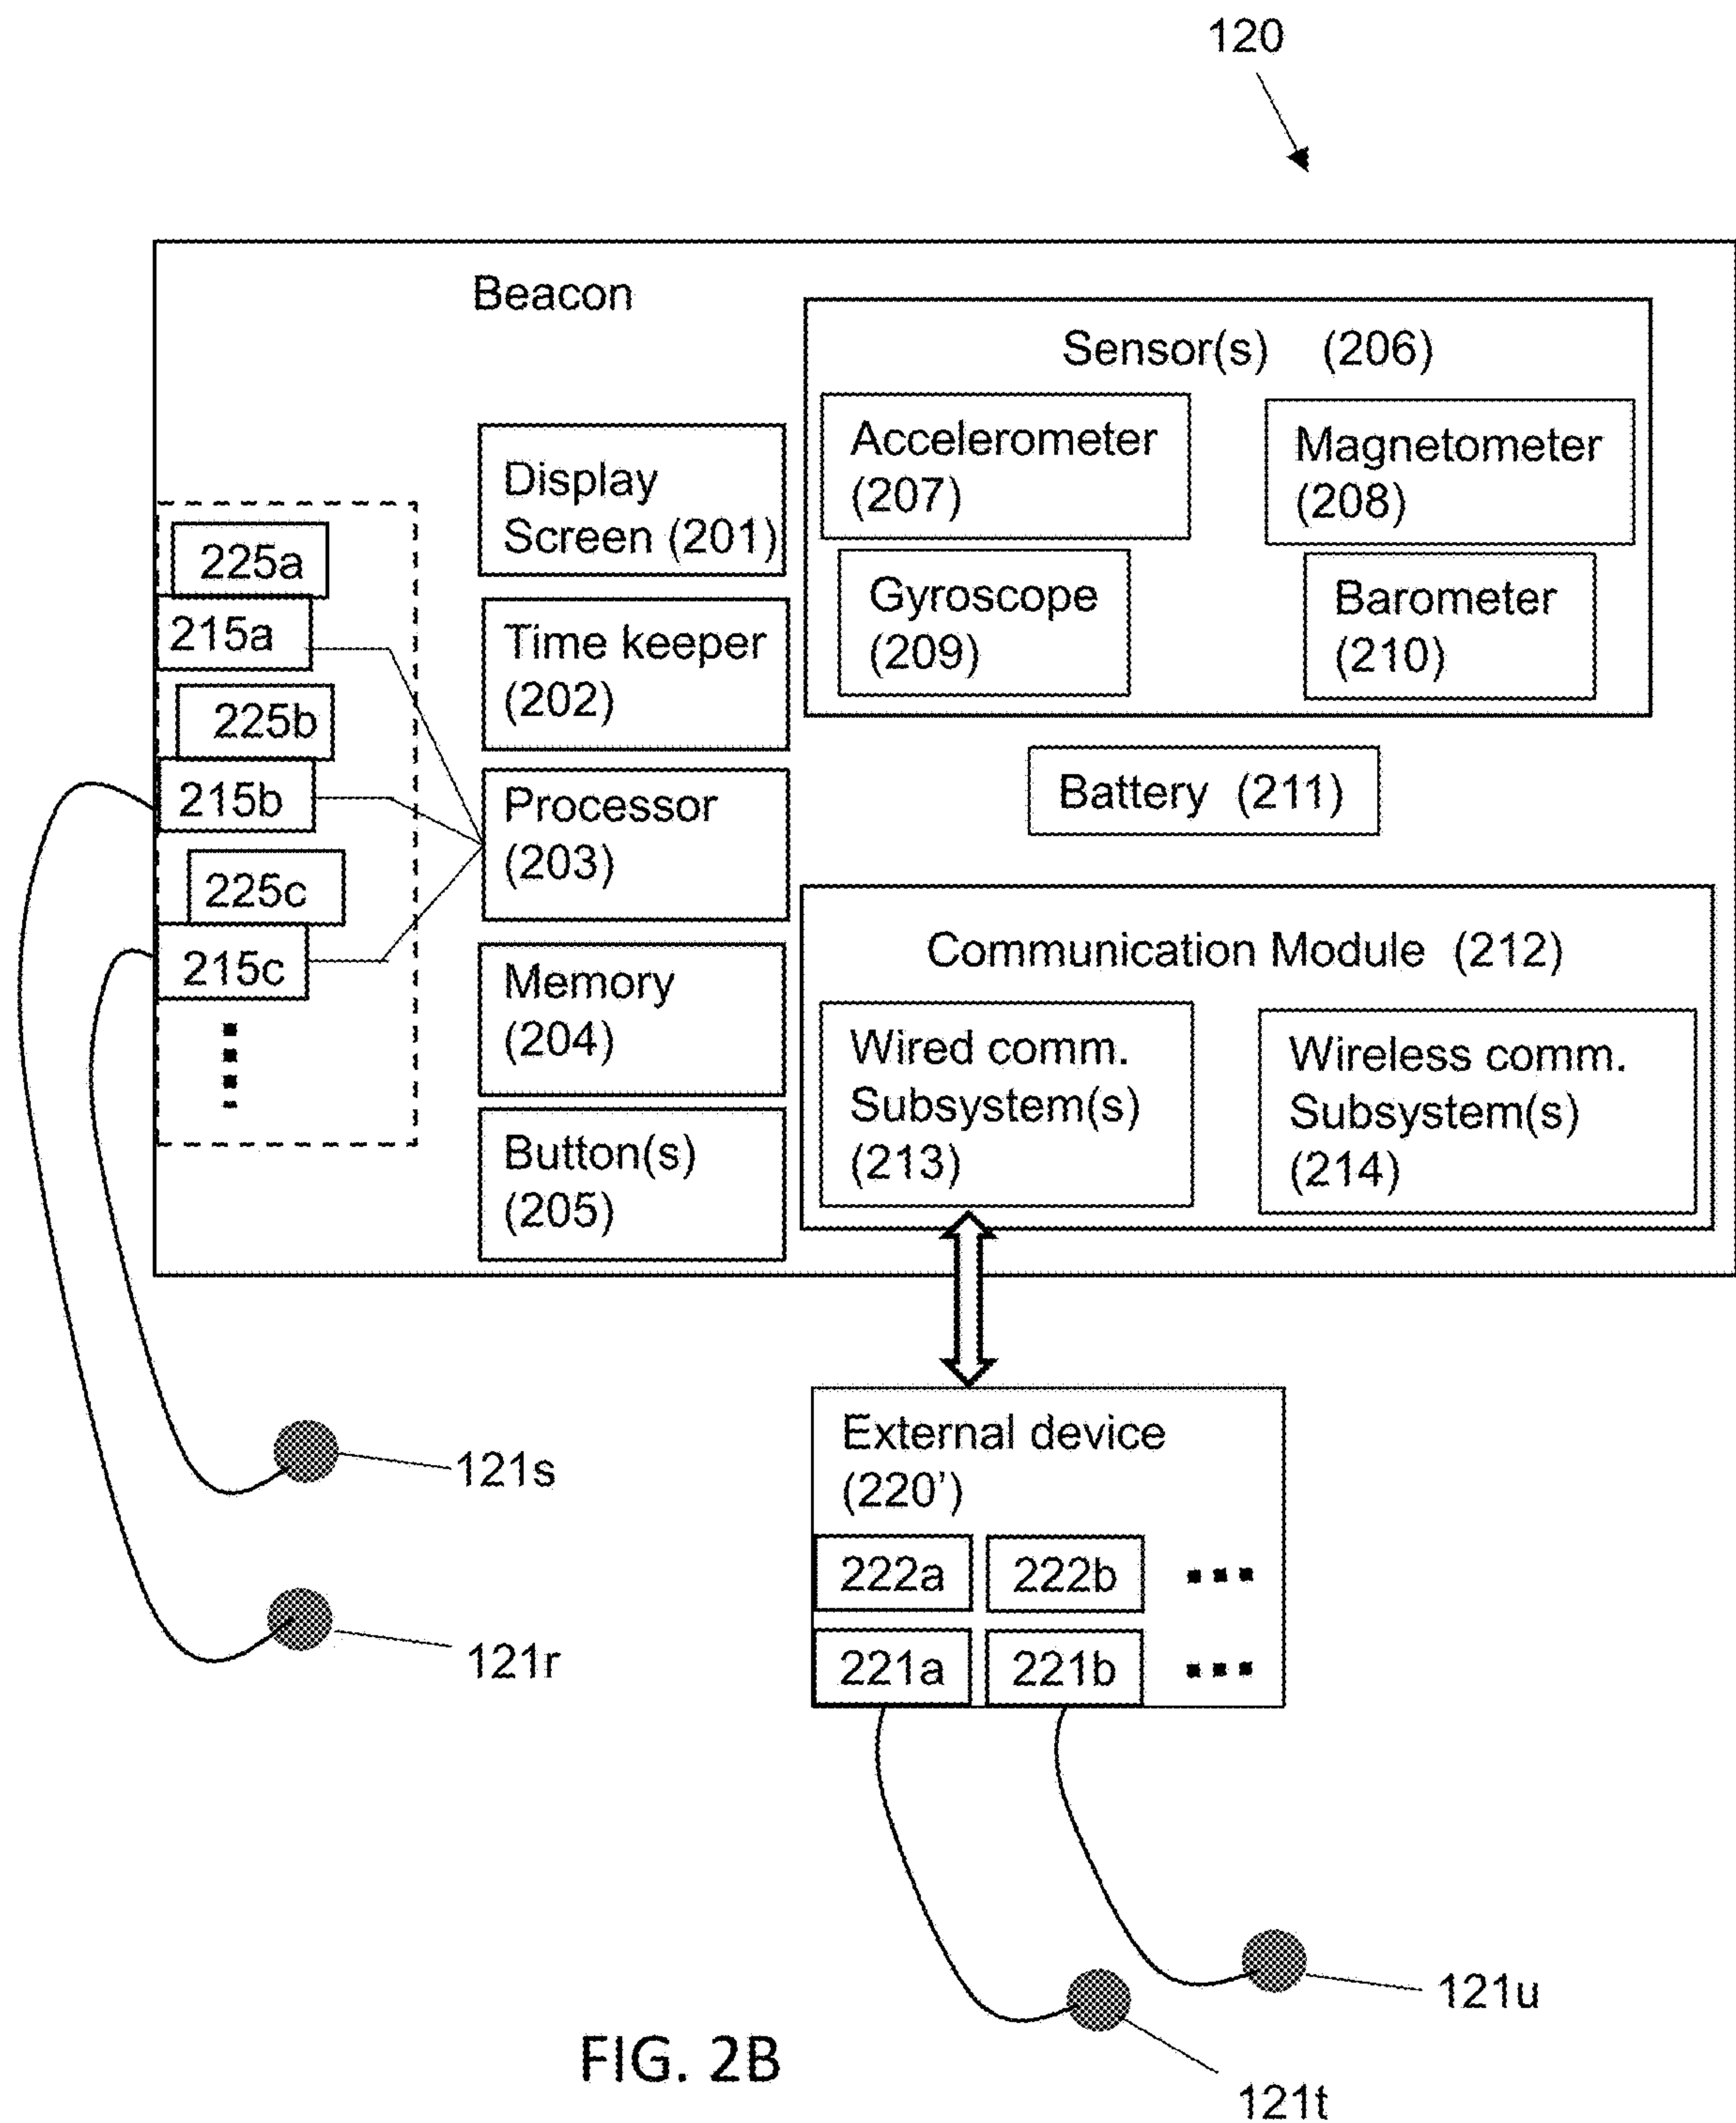 120
Beacon
Sensor(s) (206)
Accelerometer
(207)
Magnetometer
(208)
Gyroscope
(209)
Barometer
(210)
Display
Screen (201)
Time keeper
(202)
Processor
(203)
Memory
(204)
Button(s)
(205)
225a
215a
225b
215b
225c
215c
Battery (211)
Communication Module (212)
Wired comm.
Subsystem(s)
(213)
Wireless comm.
Subsystem(s)
(214)
External device
(220’)
222a 222b
221a 221b
121s
121r
121u
121t
FIG. 2B